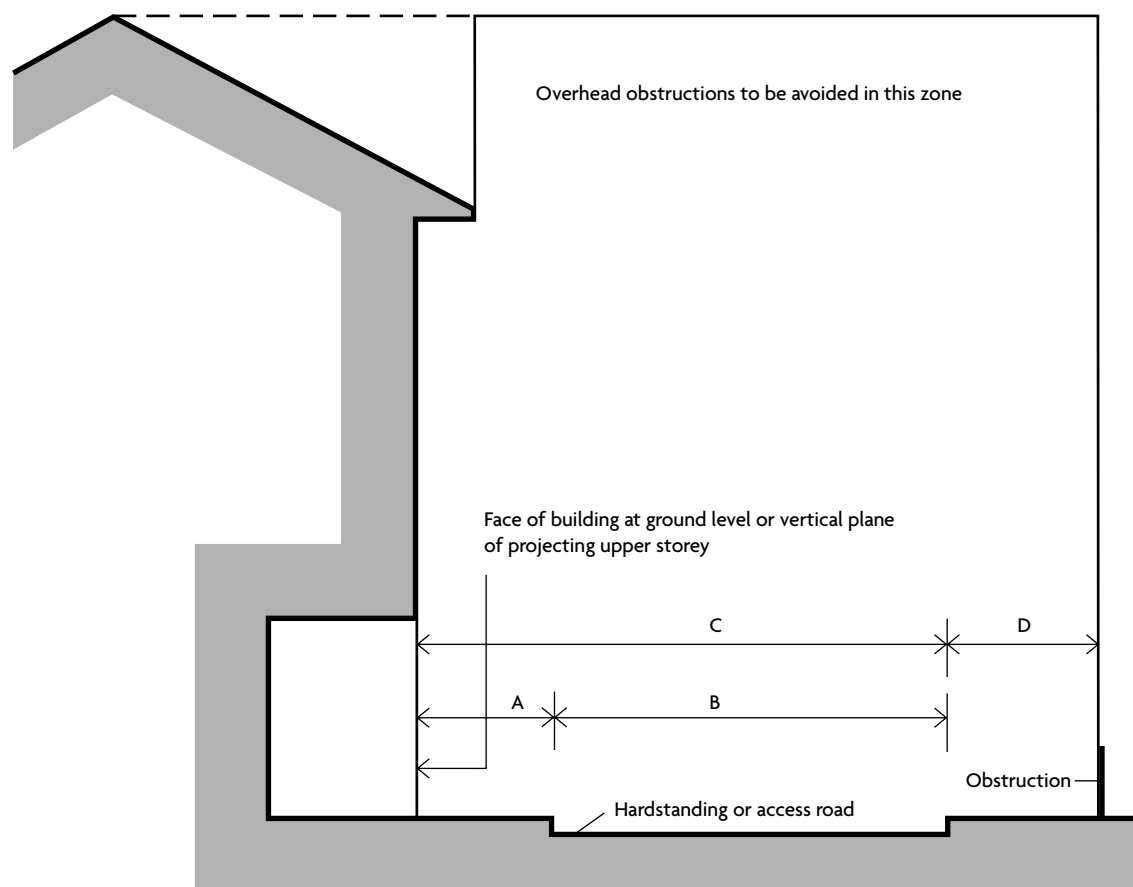 Overhead obstructions to be avoided in this zone
Face of building at ground level or vertical plane
of projecting upper storey
C
D
A
B
Obstruction
Hardstanding or access road